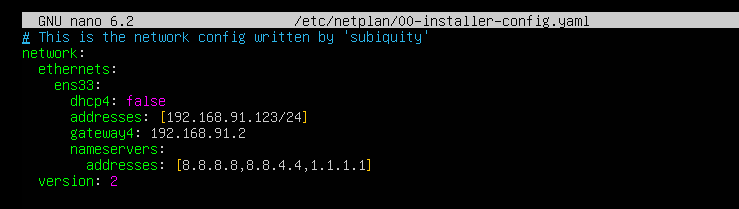 GNU nano 6.2 /etc/netplan/00-installer-config.yaml
# This is the network config written by 'subiquity'
network:
  ethernets:
    ens33:
      dhcp4: false
      addresses: [192.168.91.123/24]
      gateway4: 192.168.91.2
      nameservers:
        addresses: [8.8.8.8,8.8.4.4,1.1.1.1]
  version: 2